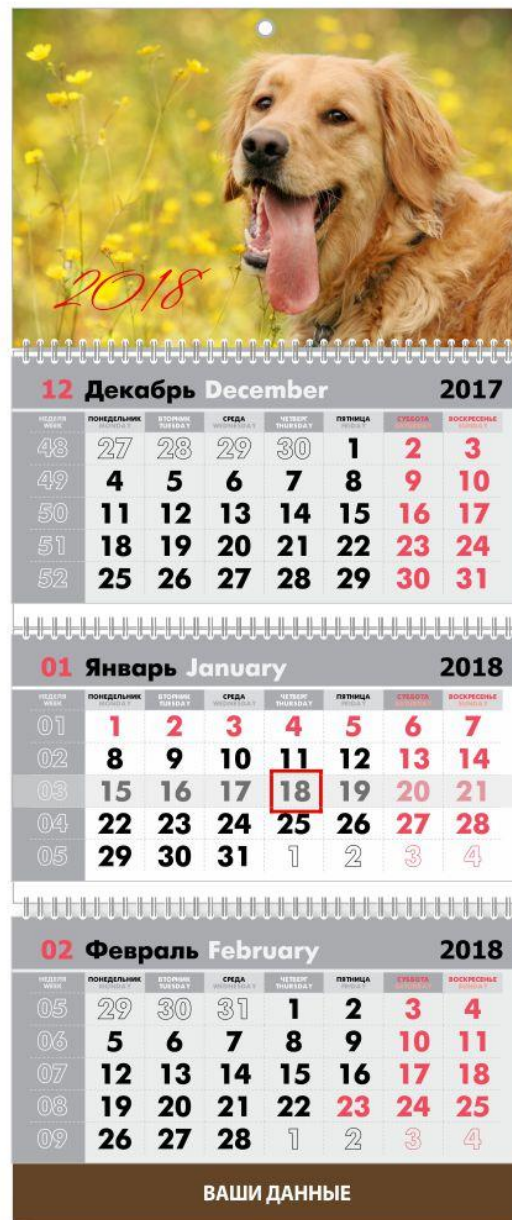 2018
12 Декабрь December 2017
НЕДЕЛЯ ПОНЕДЕЛЬНИК ВТОРНИК СРЕДА ЧЕТВЕРГ ПЯТНИЦА СУББОТА ВОСКРЕСЕНЬЕ
WEEK MONDAY TUESDAY WEDNESDAY THURSDAY FRIDAY SATURDAY SUNDAY
48 27 28 29 30 1 2 3
49 4 5 6 7 8 9 10
50 11 12 13 14 15 16 17
51 18 19 20 21 22 23 24
52 25 26 27 28 29 30 31
01 Январь January 2018
НЕДЕЛЯ ПОНЕДЕЛЬНИК ВТОРНИК СРЕДА ЧЕТВЕРГ ПЯТНИЦА СУББОТА ВОСКРЕСЕНЬЕ
WEEK MONDAY TUESDAY WEDNESDAY THURSDAY FRIDAY SATURDAY SUNDAY
01 1 2 3 4 5 6 7
02 8 9 10 11 12 13 14
03 15 16 17 18 19 20 21
04 22 23 24 25 26 27 28
05 29 30 31 1 2 3 4
02 Февраль February 2018
НЕДЕЛЯ ПОНЕДЕЛЬНИК ВТОРНИК СРЕДА ЧЕТВЕРГ ПЯТНИЦА СУББОТА ВОСКРЕСЕНЬЕ
WEEK MONDAY TUESDAY WEDNESDAY THURSDAY FRIDAY SATURDAY SUNDAY
05 29 30 31 1 2 3 4
06 5 6 7 8 9 10 11
07 12 13 14 15 16 17 18
08 19 20 21 22 23 24 25
09 26 27 28 1 2 3 4
ВАШИ ДАННЫЕ